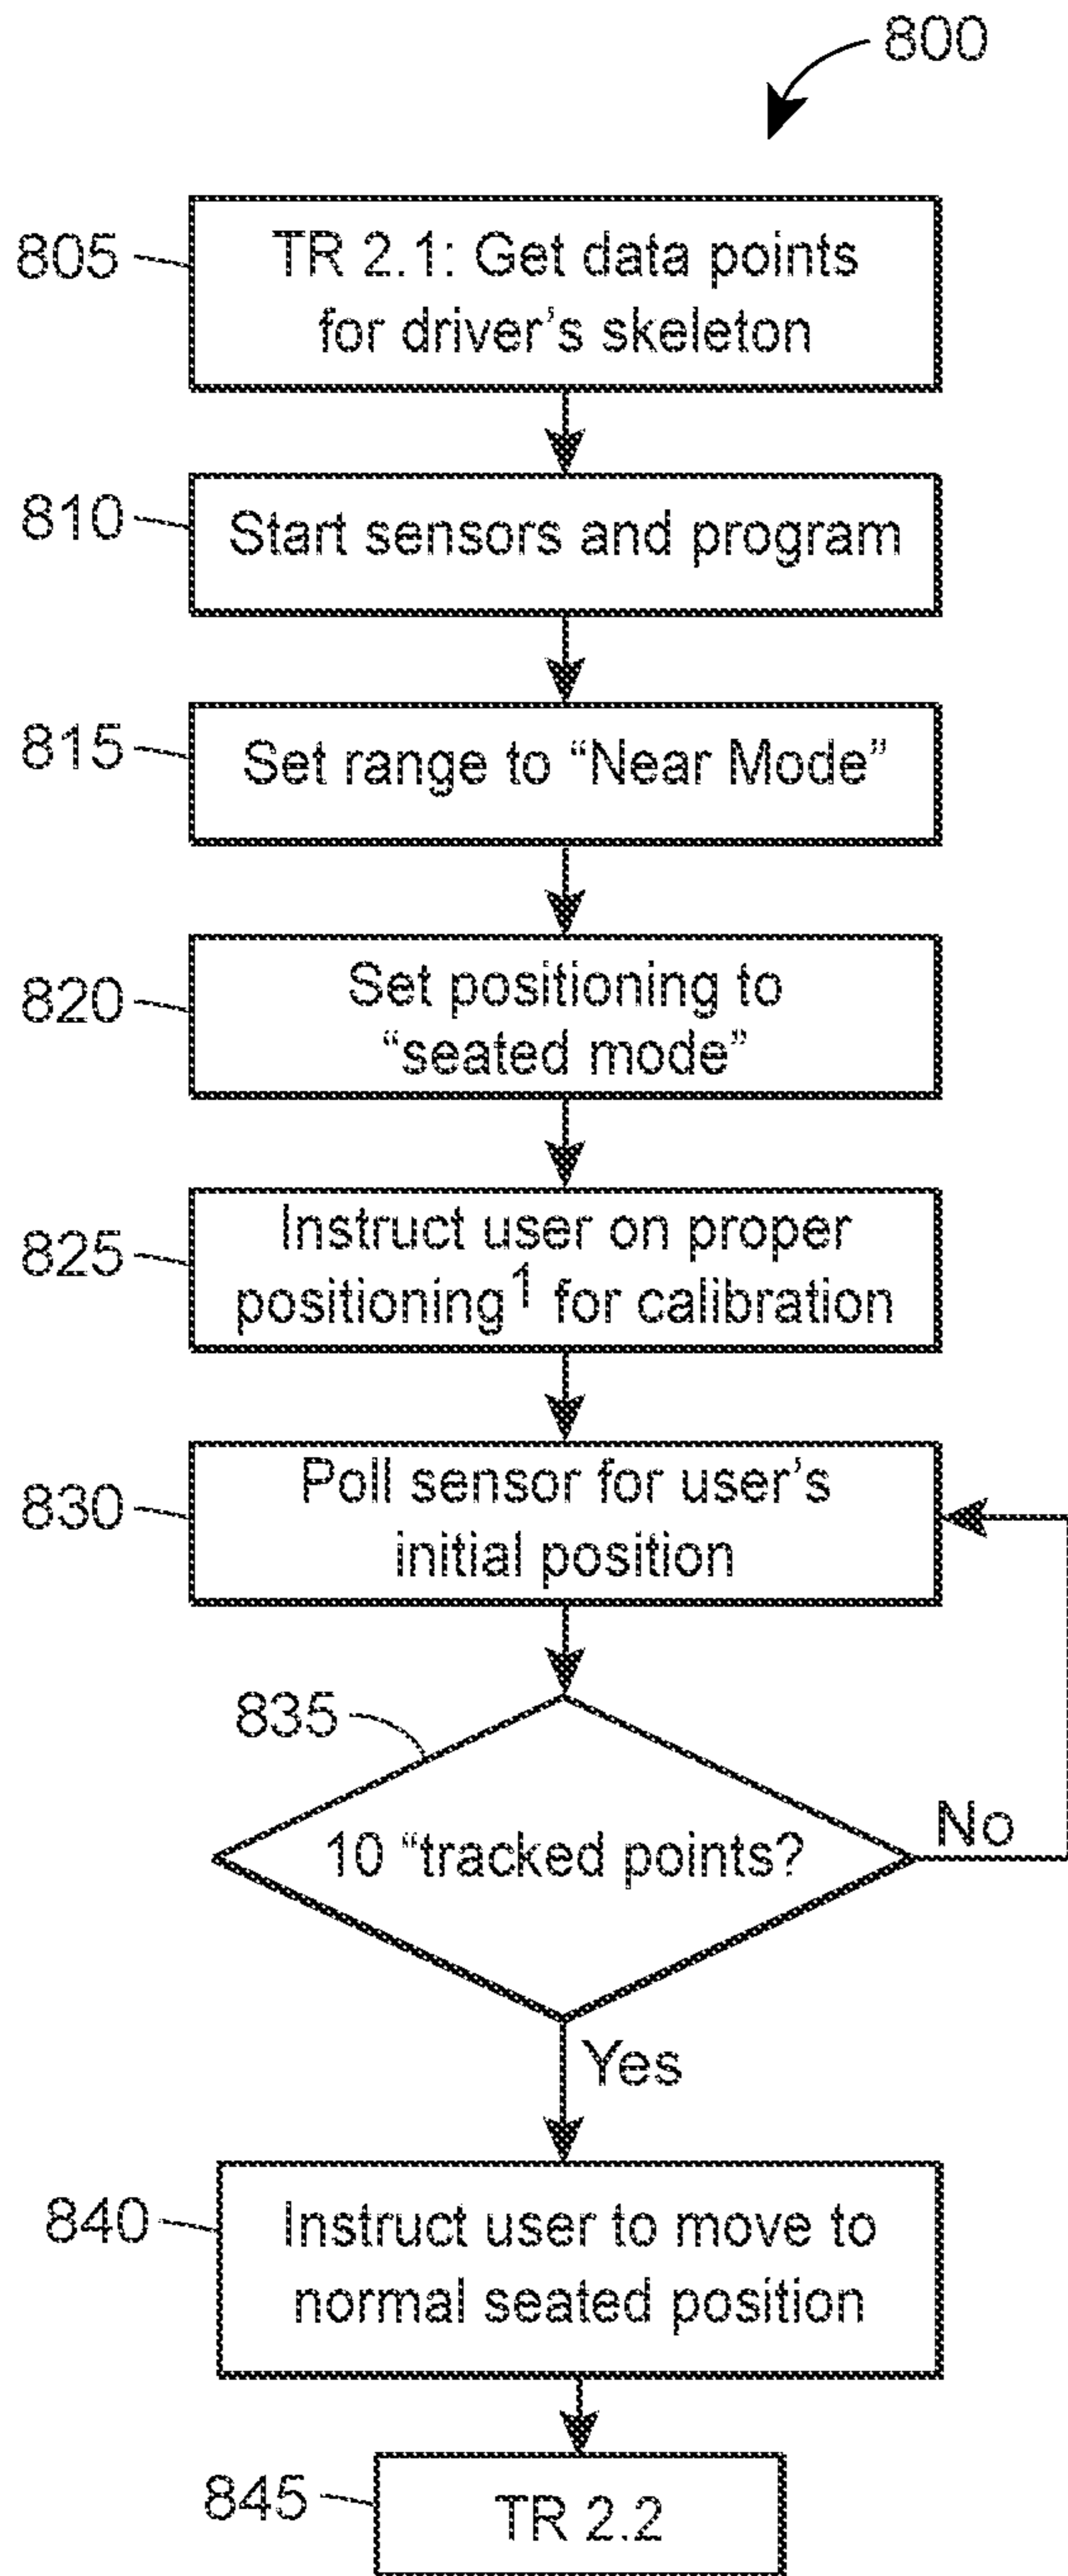 800
805
TR 2.1: Get data points
for driver's skeleton
810
Start sensors and program
815
Set range to “Near Mode”
820
Set positioning to
“seated mode”
825
Instruct user on proper
positioning¹ for calibration
830
Poll sensor for user's
initial position
835
10 “tracked points?
No
Yes
840
Instruct user to move to
normal seated position
845
TR 2.2